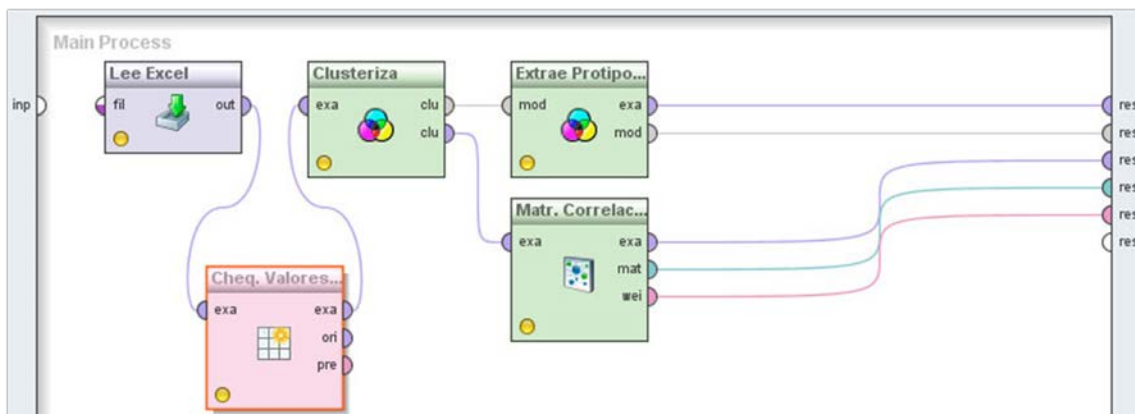 Main Process
Lee Excel
Clusteriza
Extrae Protipo...
inp
fil
out
exa
clu
clu
mod
exa
mod
res
res
res
res
res
res
Matr. Correlac...
exa
exa
mat
wei
Cheq. Valores...
exa
exa
ori
pre